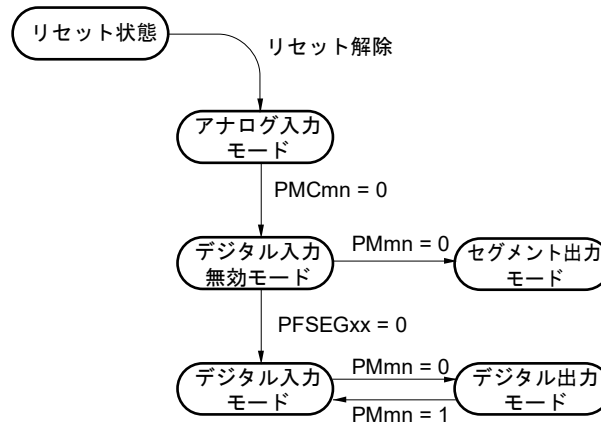 リセット状態
リセット解除
アナログ入力
モード
PMCmn = 0
デジタル入力
無効モード
PMmn = 0
セグメント出力
モード
PFSEGxx = 0
デジタル入力
モード
PMmn = 0
PMmn = 1
デジタル出力
モード